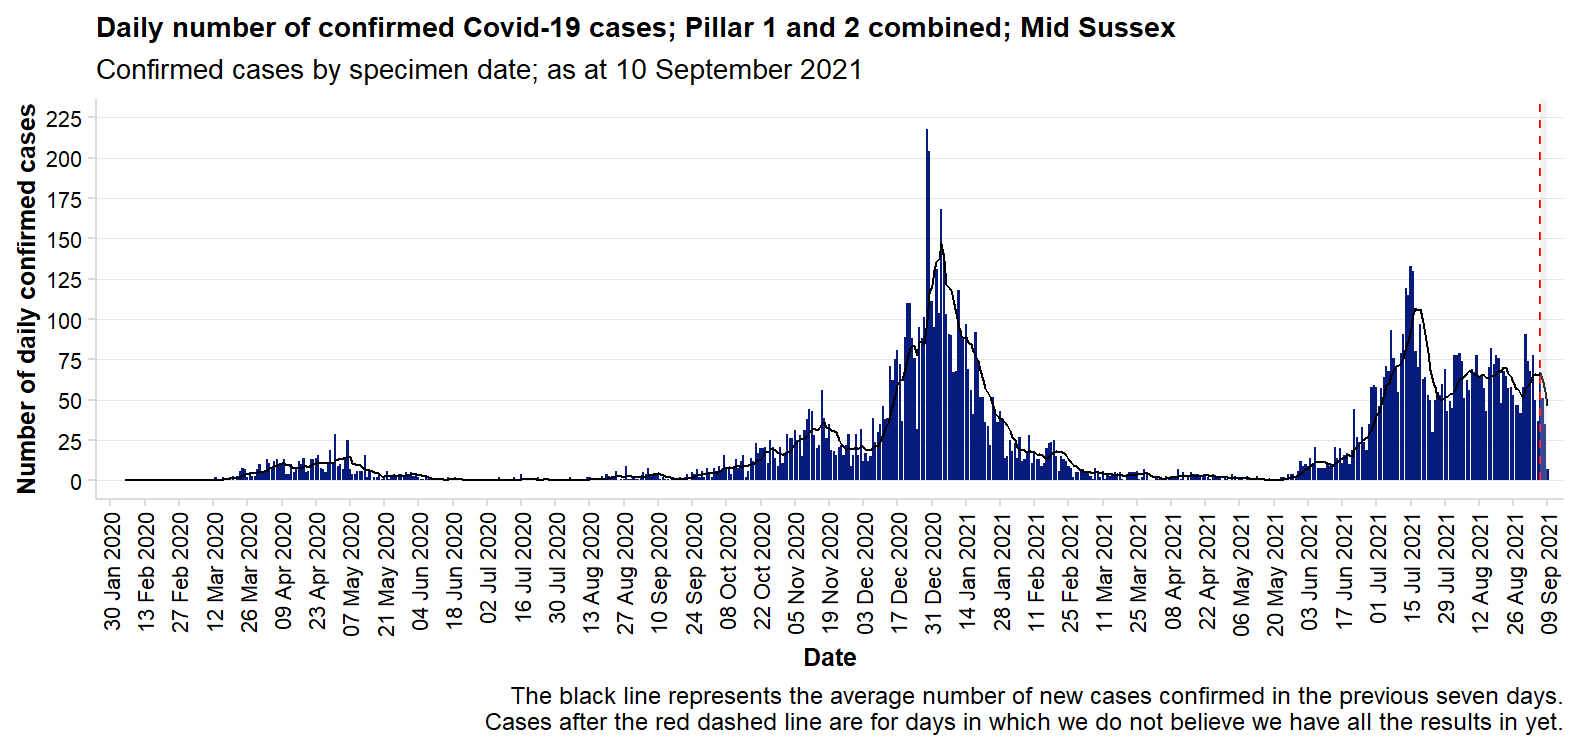 Daily number of confirmed Covid-19 cases; Pillar 1 and 2 combined; Mid Sussex
Confirmed cases by specimen date; as at 10 September 2021
Number of daily confirmed cases
225
200
175
150
125
100
75
50
25
0
30 Jan 2020
13 Feb 2020
27 Feb 2020
12 Mar 2020
26 Mar 2020
09 Apr 2020
23 Apr 2020
07 May 2020
21 May 2020
04 Jun 2020
18 Jun 2020
02 Jul 2020
16 Jul 2020
30 Jul 2020
13 Aug 2020
27 Aug 2020
10 Sep 2020
24 Sep 2020
08 Oct 2020
22 Oct 2020
05 Nov 2020
19 Nov 2020
03 Dec 2020
17 Dec 2020
31 Dec 2020
14 Jan 2021
28 Jan 2021
11 Feb 2021
25 Feb 2021
11 Mar 2021
25 Mar 2021
08 Apr 2021
22 Apr 2021
06 May 2021
20 May 2021
03 Jun 2021
17 Jun 2021
01 Jul 2021
15 Jul 2021
29 Jul 2021
12 Aug 2021
26 Aug 2021
09 Sep 2021
Date
The black line represents the average number of new cases confirmed in the previous seven days.
Cases after the red dashed line are for days in which we do not believe we have all the results in yet.